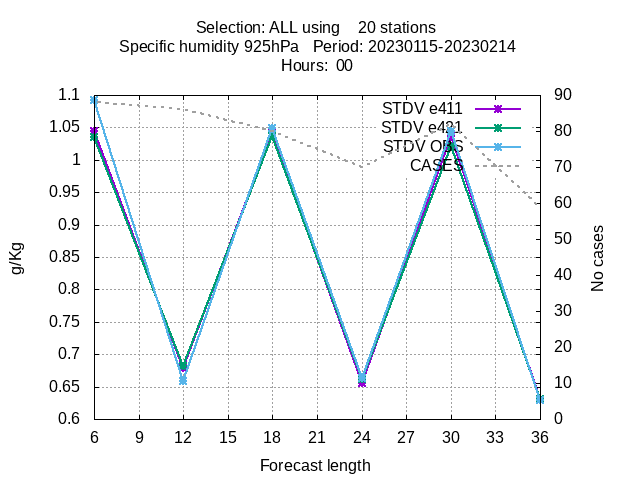 Selection: ALL using    20 stations
Specific humidity 925hPa   Period: 20230115-20230214
Hours:  00
1.1
1.05
1
0.95
0.9
0.85
0.8
0.75
0.7
0.65
0.6
g/Kg
90
80
70
60
50
40
30
20
10
0
No cases
STDV e411
STDV e431
STDV OBS
CASES
6 9 12 15 18 21 24 27 30 33 36
Forecast length